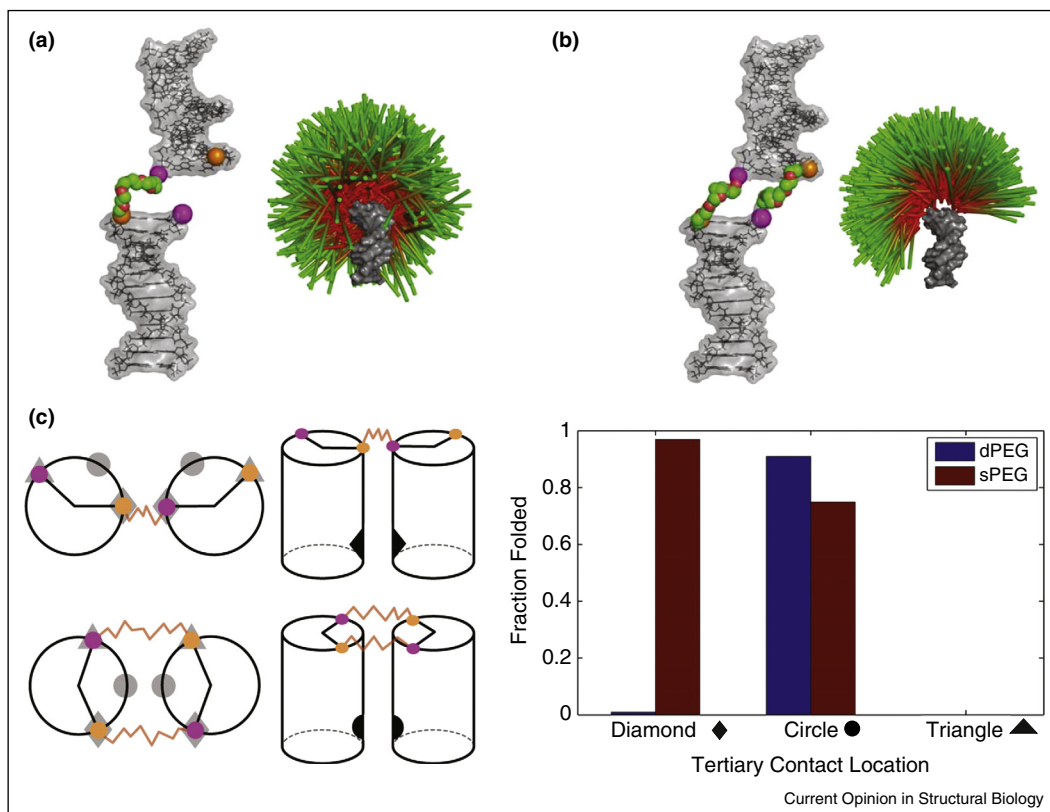 (a)
(b)
(c)
1
0.8
0.6
0.4
0.2
0
Fraction Folded
dPEG
sPEG
Diamond
Circle
Triangle
Tertiary Contact Location
Current Opinion in Structural Biology